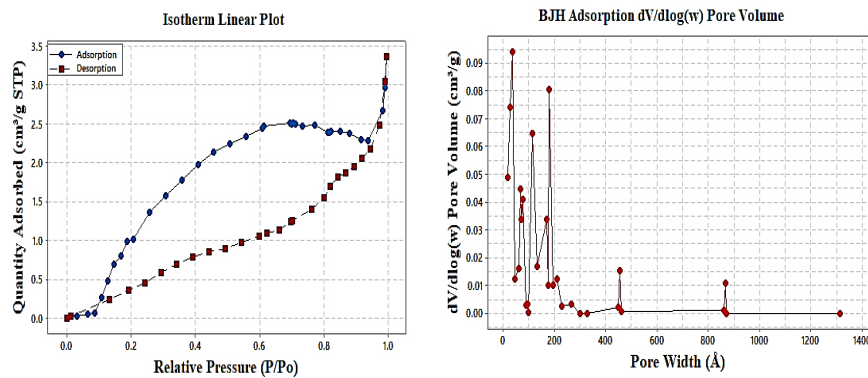 Isotherm Linear Plot
Quantity Adsorbed (cm³/g STP)
3.5
3.0
2.5
2.0
1.5
1.0
0.5
0.0
Adsorption
Desorption
0.0 0.2 0.4 0.6 0.8 1.0
Relative Pressure (P/Po)
BJH Adsorption dV/dlog(w) Pore Volume
dV/dlog(w) Pore Volume (cm³/g)
0.09
0.08
0.07
0.06
0.05
0.04
0.03
0.02
0.01
0.00
0 200 400 600 800 1000 1200 1400
Pore Width (Å)